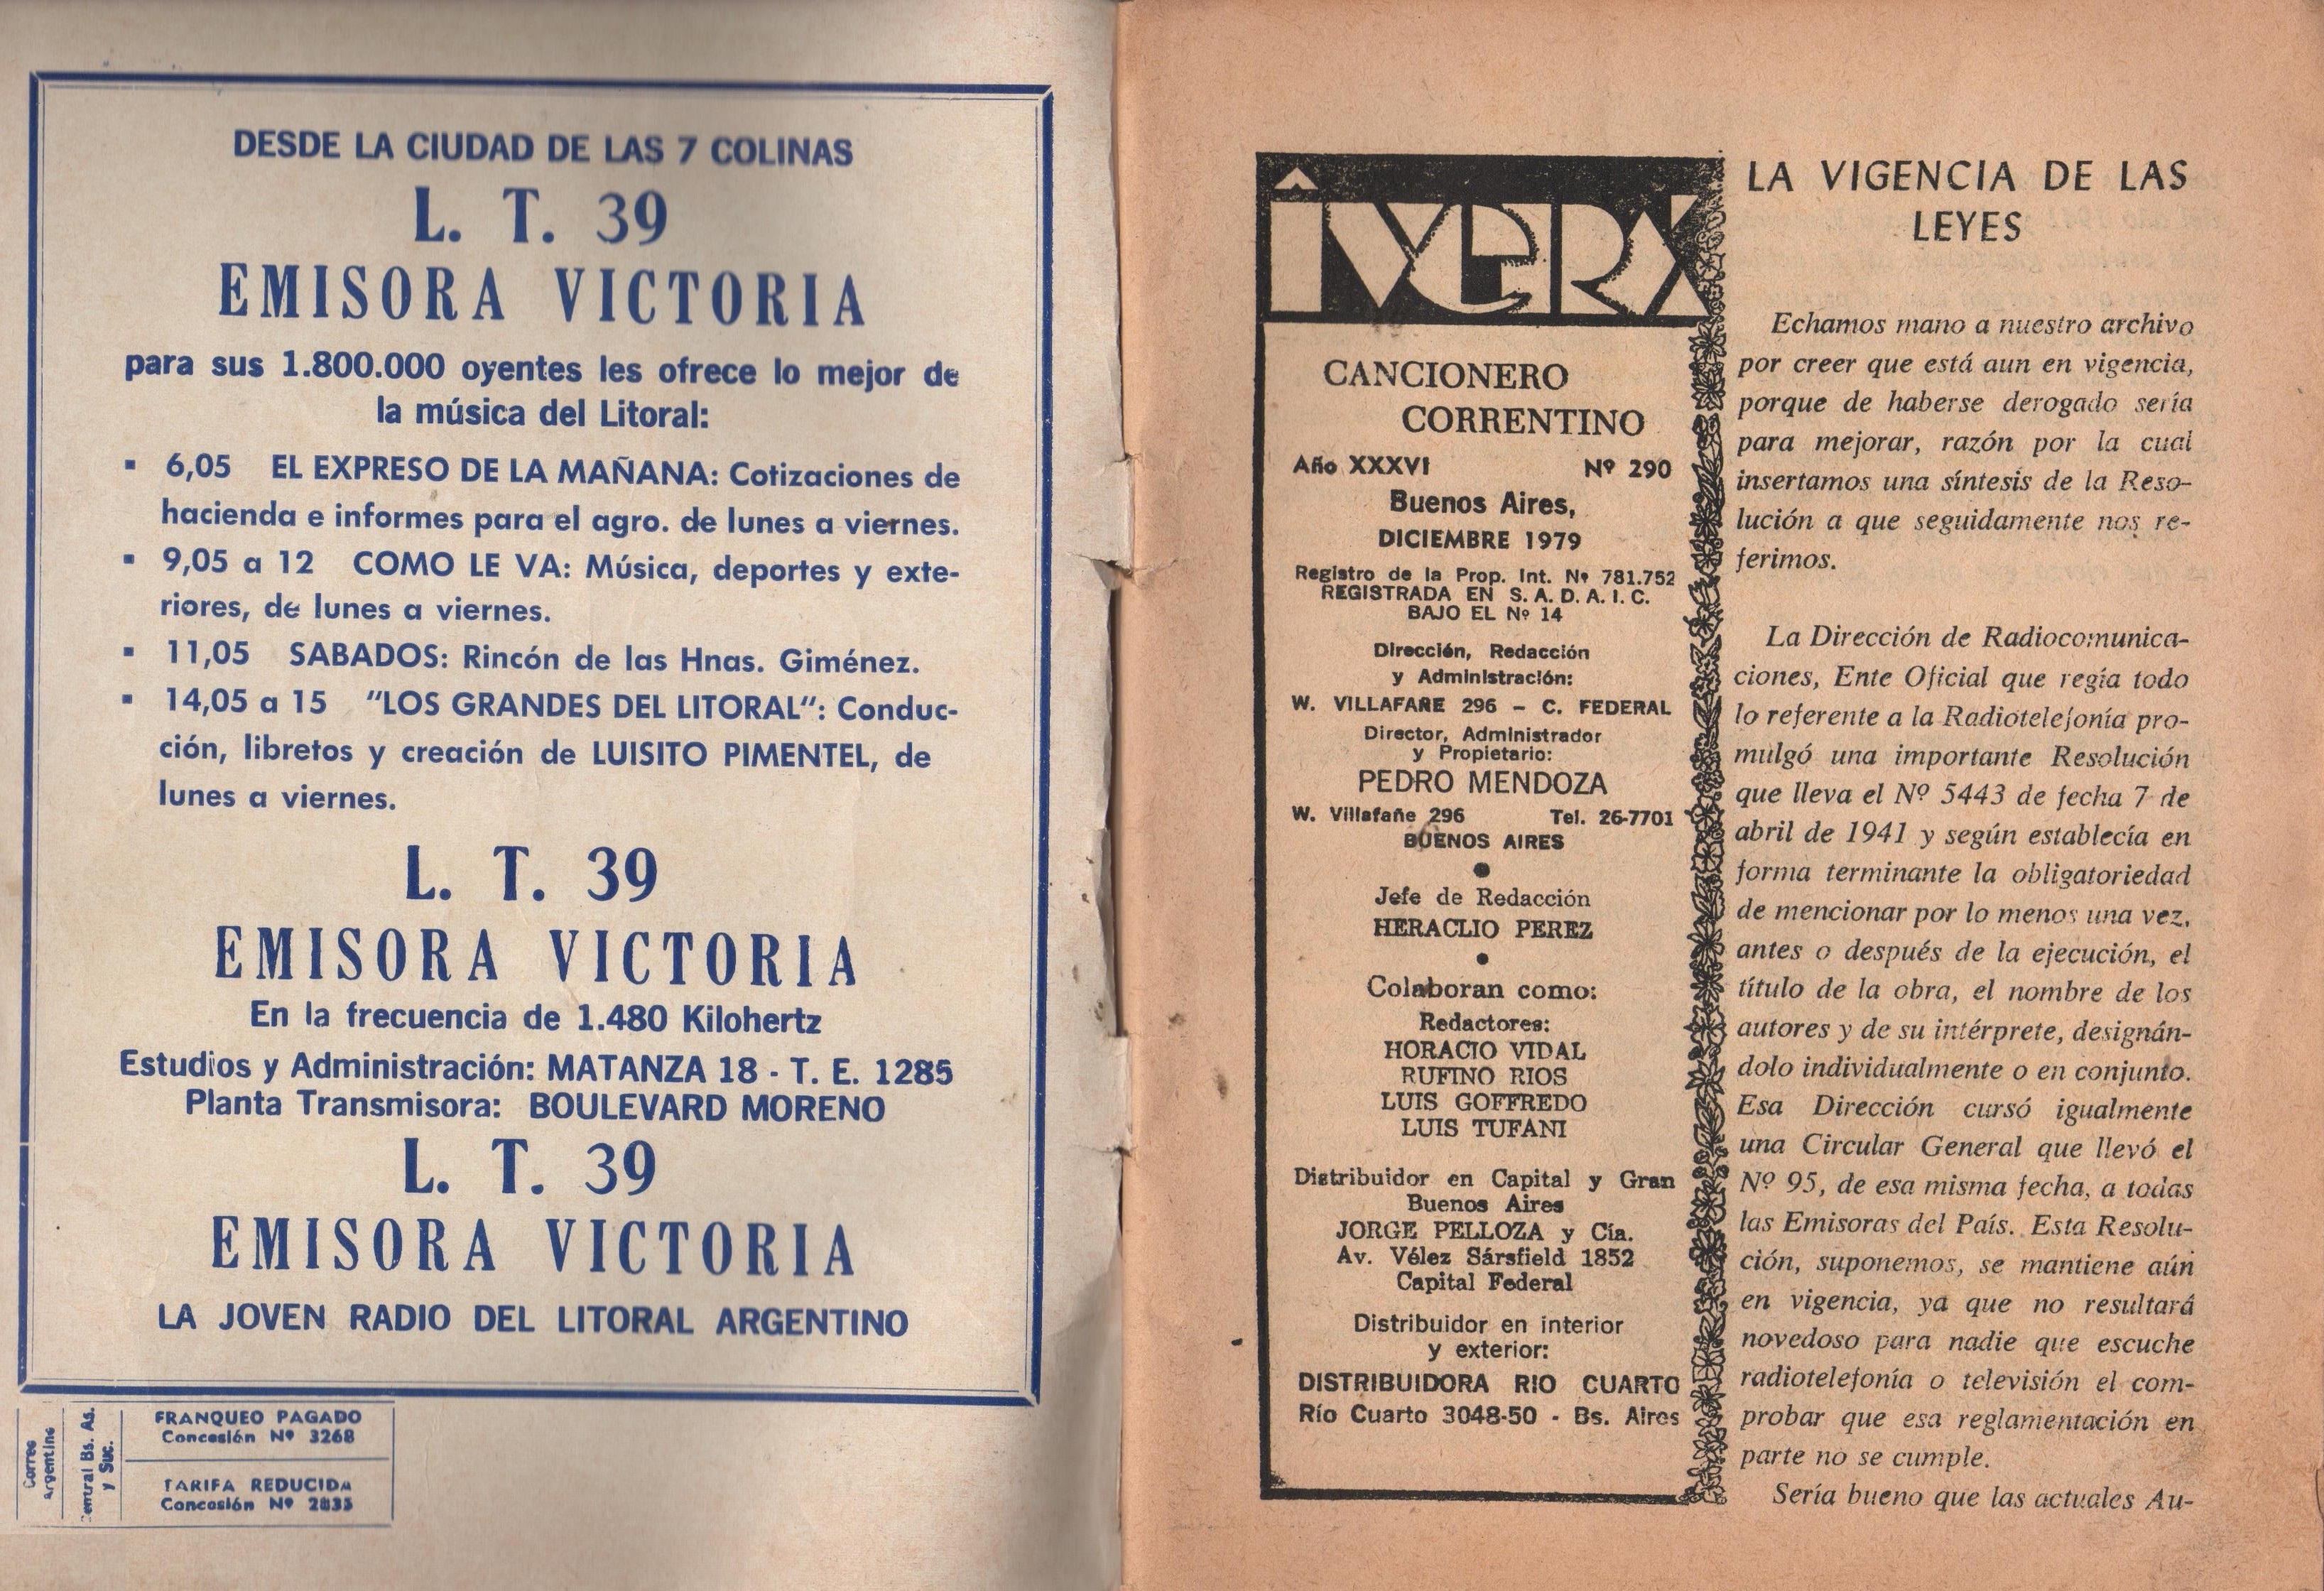 DESDE LA CIUDAD DE LAS 7 COLINAS
L. T. 39
EMISORA VICTORIA
para sus 1.800.000 oyentes les ofrece lo mejor de
la música del Litoral:
▪ 6,05 EL EXPRESO DE LA MAÑANA: Cotizaciones de
hacienda e informes para el agro. de lunes a viernes.
▪ 9,05 a 12 COMO LE VA: Música, deportes y exte-
riores, de lunes a viernes.
▪ 11,05 SABADOS: Rincón de las Hnas. Giménez.
▪ 14,05 a 15 "LOS GRANDES DEL LITORAL": Conduc-
ción, libretos y creación de LUISITO PIMENTEL, de
lunes a viernes.
L. T. 39
EMISORA VICTORIA
En la frecuencia de 1.480 Kilohertz
Estudios y Administración: MATANZA 18 - T. E. 1285
Planta Transmisora: BOULEVARD MORENO
L. T. 39
EMISORA VICTORIA
LA JOVEN RADIO DEL LITORAL ARGENTINO
Correo
Argentino
Central Bs. As.
y Suc.
FRANQUEO PAGADO
Concesión Nº 3268
TARIFA REDUCIDA
Concesión Nº 2835
IVERÁ
CANCIONERO
CORRENTINO
Año XXXVI Nº 290
Buenos Aires,
DICIEMBRE 1979
Registro de la Prop. Int. Nº 781.752
REGISTRADA EN S. A. D. A. I. C.
BAJO EL Nº 14
Dirección, Redacción
y Administración:
W. VILLAFAÑE 296 - C. FEDERAL
Director, Administrador
y Propietario:
PEDRO MENDOZA
W. Villafañe 296 Tel. 26-7701
BUENOS AIRES
●
Jefe de Redacción
HERACLIO PEREZ
●
Colaboran como:
Redactores:
HORACIO VIDAL
RUFINO RIOS
LUIS GOFFREDO
LUIS TUFANI
Distribuidor en Capital y Gran
Buenos Aires
JORGE PELLOZA y Cía.
Av. Vélez Sársfield 1852
Capital Federal
Distribuidor en interior
y exterior:
DISTRIBUIDORA RIO CUARTO
Río Cuarto 3048-50 - Bs. Aires
LA VIGENCIA DE LAS
LEYES
Echamos mano a nuestro archivo
por creer que está aun en vigencia,
porque de haberse derogado sería
para mejorar, razón por la cual
insertamos una síntesis de la Reso-
lución a que seguidamente nos re-
ferimos.
La Dirección de Radiocomunica-
ciones, Ente Oficial que regía todo
lo referente a la Radiotelefonía pro-
mulgó una importante Resolución
que lleva el Nº 5443 de fecha 7 de
abril de 1941 y según establecía en
forma terminante la obligatoriedad
de mencionar por lo menos una vez,
antes o después de la ejecución, el
título de la obra, el nombre de los
autores y de su intérprete, designán-
dolo individualmente o en conjunto.
Esa Dirección cursó igualmente
una Circular General que llevó el
Nº 95, de esa misma fecha, a todas
las Emisoras del País. Esta Resolu-
ción, suponemos, se mantiene aún
en vigencia, ya que no resultará
novedoso para nadie que escuche
radiotelefonía o televisión el com-
probar que esa reglamentación en
parte no se cumple.
Sería bueno que las actuales Au-